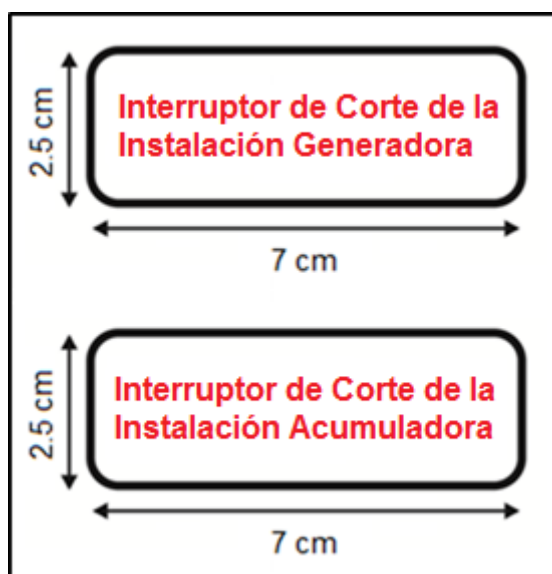 2.5 cm
Interruptor de Corte de la
Instalación Generadora
7 cm
2.5 cm
Interruptor de Corte de la
Instalación Acumuladora
7 cm